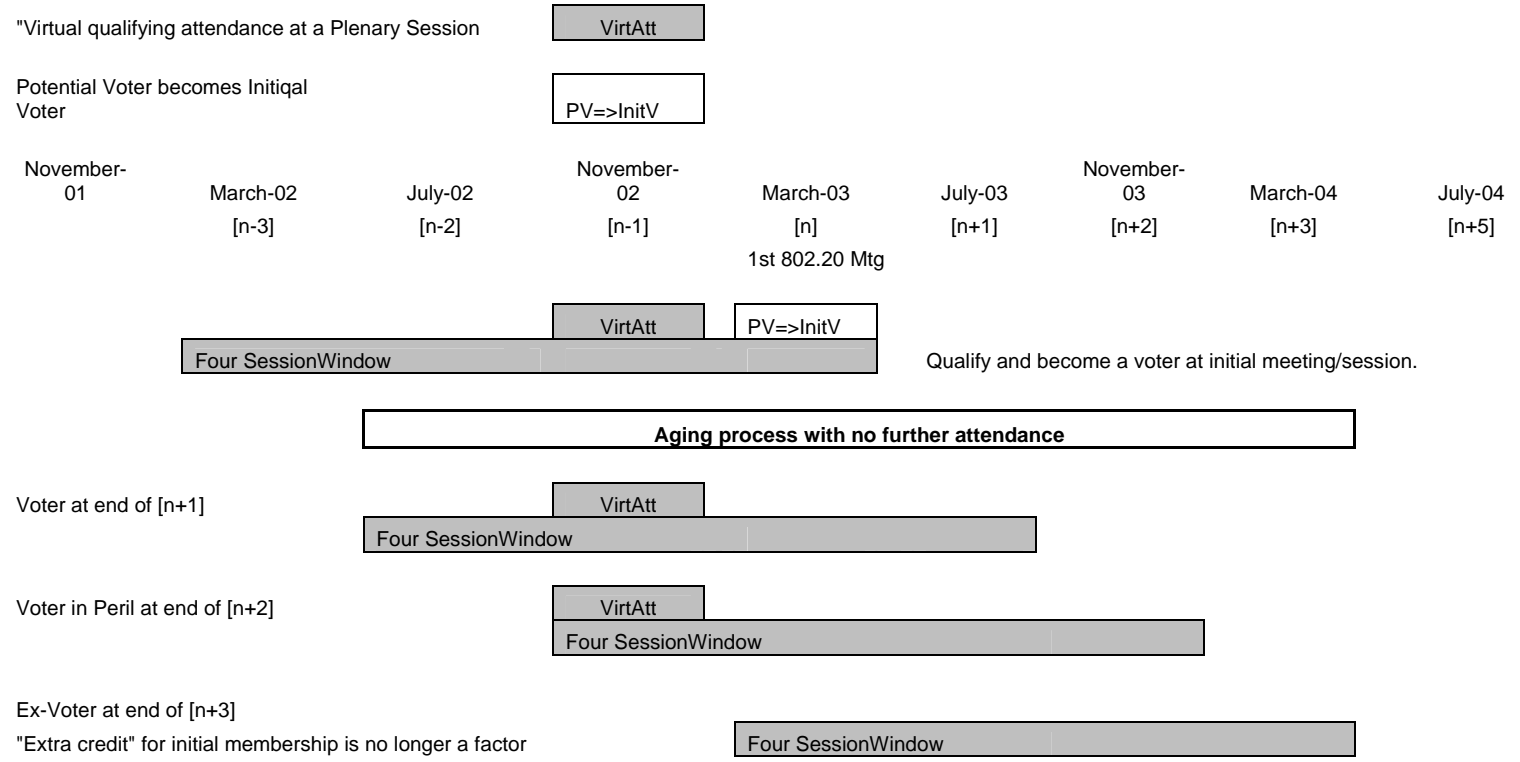 "Virtual qualifying attendance at a Plenary Session VirtAtt
Potential Voter becomes Initiqal
Voter PV=>InitV
November- November- November-
01 March-02 July-02 02 March-03 July-03 03 March-04 July-04
[n-3] [n-2] [n-1] [n] [n+1] [n+2] [n+3] [n+5]
1st 802.20 Mtg
VirtAtt PV=>InitV
Four SessionWindow Qualify and become a voter at initial meeting/session.
Aging process with no further attendance
Voter at end of [n+1] VirtAtt
Four SessionWindow
Voter in Peril at end of [n+2] VirtAtt
Four SessionWindow
Ex-Voter at end of [n+3]
"Extra credit" for initial membership is no longer a factor Four SessionWindow